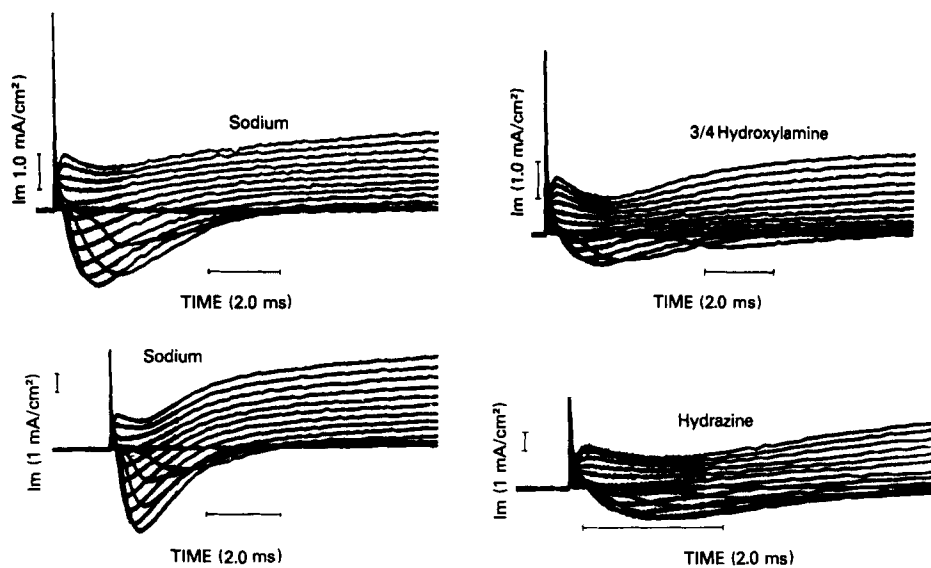 Im 1.0 mA/cm²)
Sodium
TIME (2.0 ms)
Im (1.0 mA/cm²)
3/4 Hydroxylamine
TIME (2.0 ms)
Im (1 mA/cm²)
Sodium
TIME (2.0 ms)
Im (1 mA/cm²)
Hydrazine
TIME (2.0 ms)